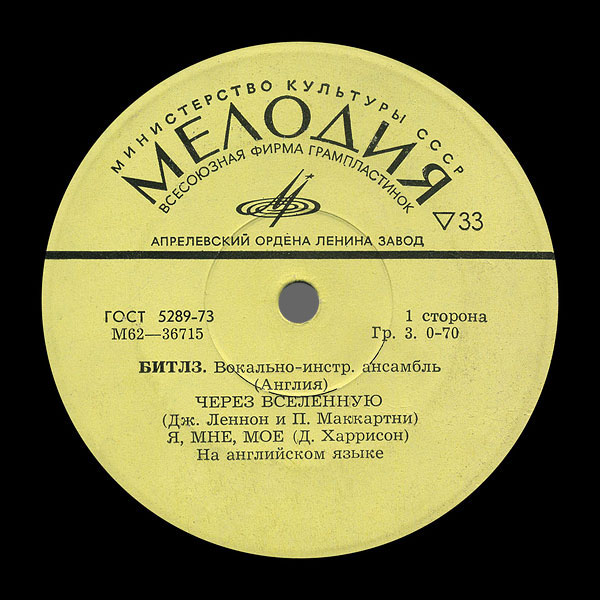 МИНИСТЕРСТВО КУЛЬТУРЫ СССР
МЕЛОДИЯ
ВСЕСОЮЗНАЯ ФИРМА ГРАМПЛАСТИНОК
▽33
АПРЕЛЕВСКИЙ ОРДЕНА ЛЕНИНА ЗАВОД
ГОСТ 5289-73 1 сторона
М62—36715 Гр. 3. 0-70
БИТЛЗ. Вокально-инстр. ансамбль
(Англия)
ЧЕРЕЗ ВСЕЛЕННУЮ
(Дж. Леннон и П. Маккартни)
Я, МНЕ, МОЕ (Д. Харрисон)
На английском языке